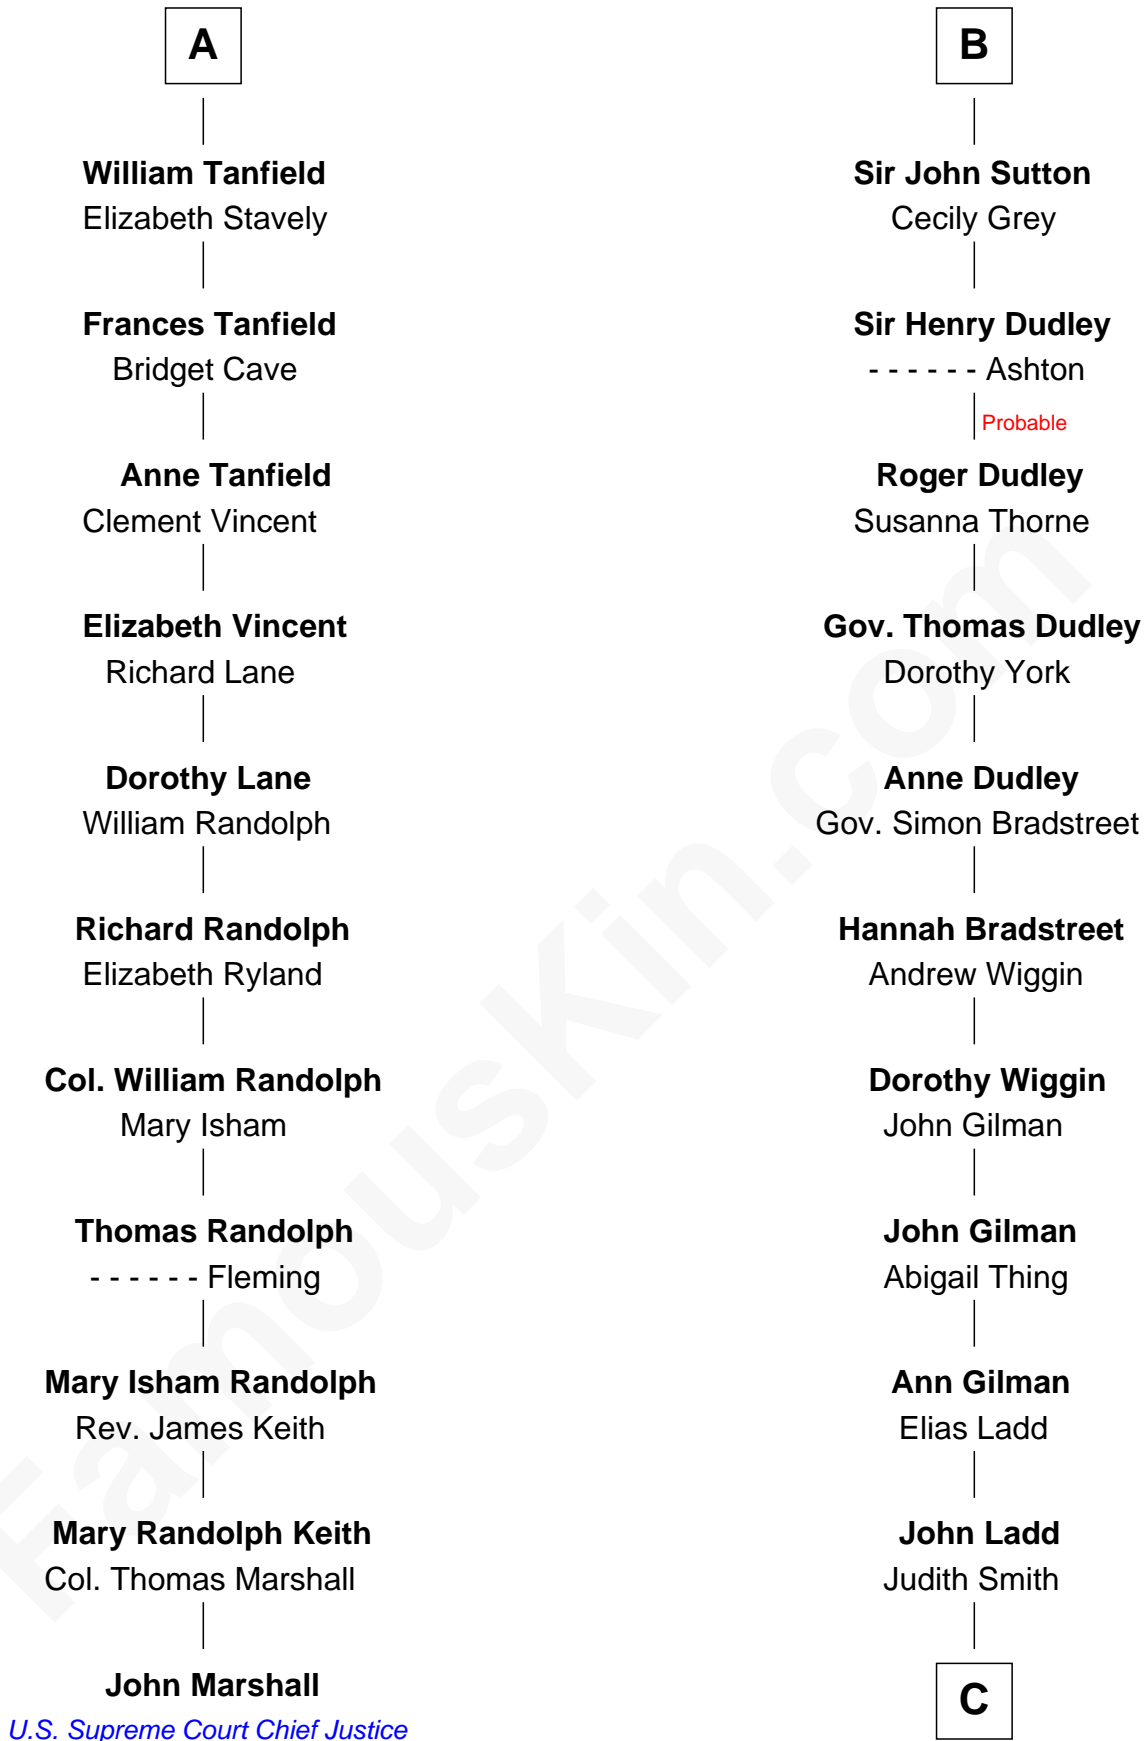 A
William Tanfield
Elizabeth Stavely
Frances Tanfield
Bridget Cave
Anne Tanfield
Clement Vincent
Elizabeth Vincent
Richard Lane
Dorothy Lane
William Randolph
Richard Randolph
Elizabeth Ryland
Col. William Randolph
Mary Isham
Thomas Randolph
- - - - - - Fleming
Mary Isham Randolph
Rev. James Keith
Mary Randolph Keith
Col. Thomas Marshall
John Marshall
U.S. Supreme Court Chief Justice
B
Sir John Sutton
Cecily Grey
Sir Henry Dudley
- - - - - - Ashton
Probable
Roger Dudley
Susanna Thorne
Gov. Thomas Dudley
Dorothy York
Anne Dudley
Gov. Simon Bradstreet
Hannah Bradstreet
Andrew Wiggin
Dorothy Wiggin
John Gilman
John Gilman
Abigail Thing
Ann Gilman
Elias Ladd
John Ladd
Judith Smith
C
FamousKin.com